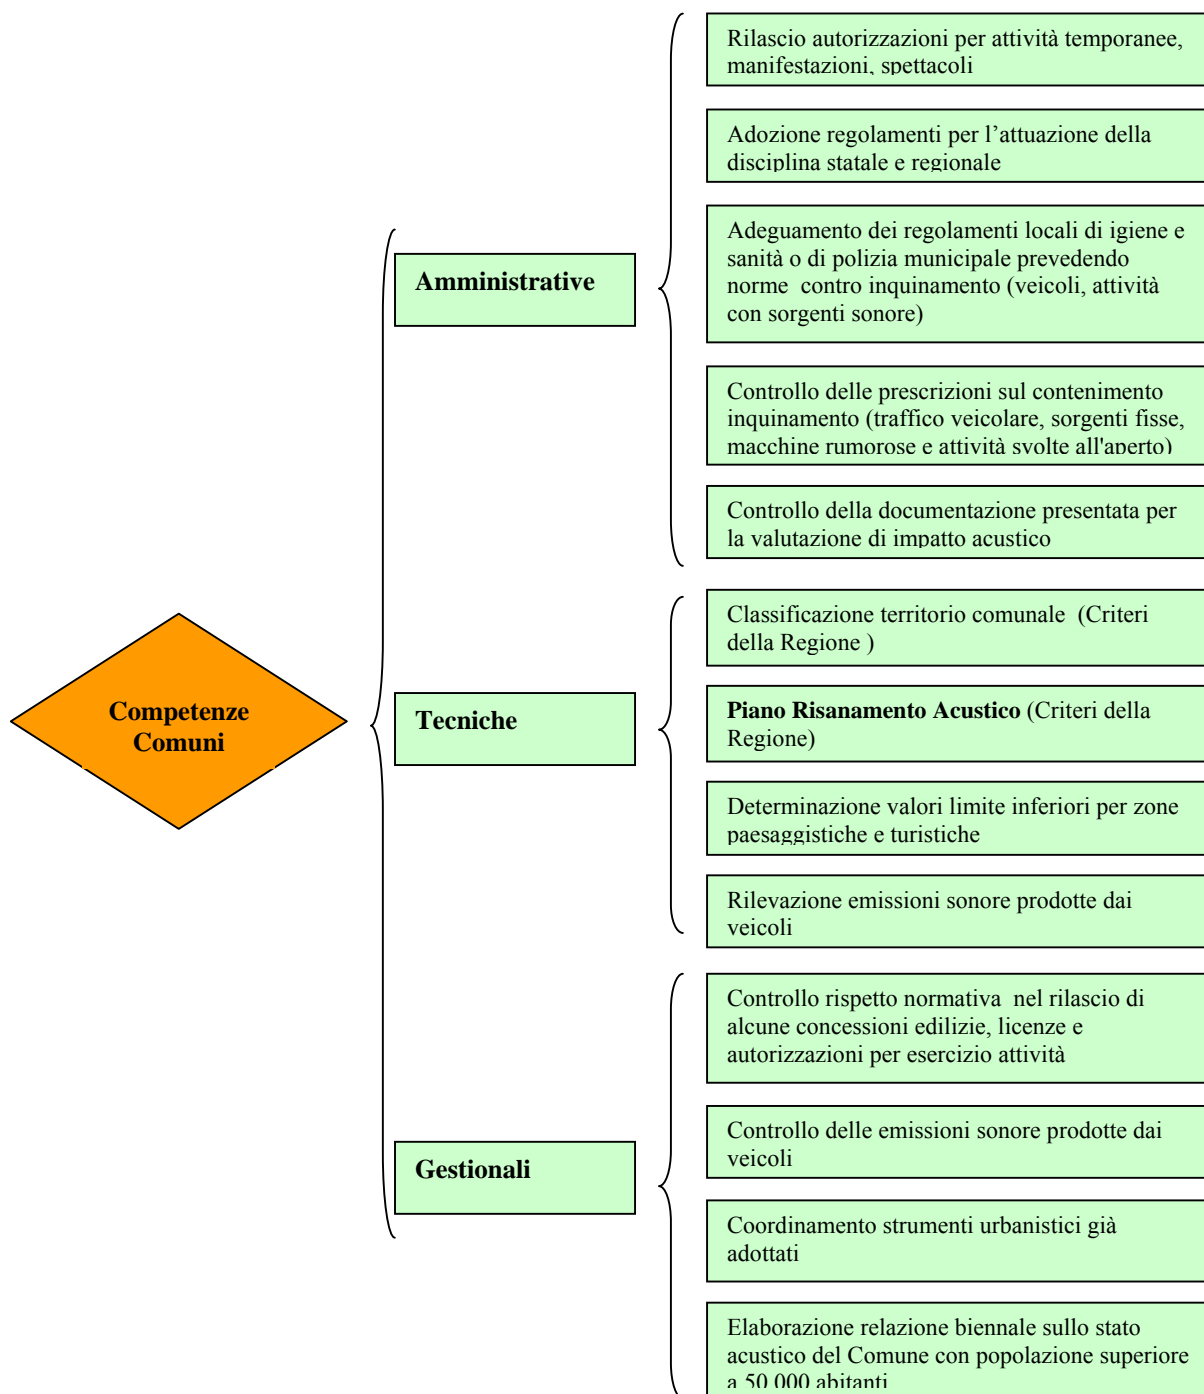 Competenze
Comuni
Amministrative
Rilascio autorizzazioni per attività temporanee,
manifestazioni, spettacoli
Adozione regolamenti per l’attuazione della
disciplina statale e regionale
Adeguamento dei regolamenti locali di igiene e
sanità o di polizia municipale prevedendo
norme contro inquinamento (veicoli, attività
con sorgenti sonore)
Controllo delle prescrizioni sul contenimento
inquinamento (traffico veicolare, sorgenti fisse,
macchine rumorose e attività svolte all'aperto)
Controllo della documentazione presentata per
la valutazione di impatto acustico
Tecniche
Classificazione territorio comunale (Criteri
della Regione )
Piano Risanamento Acustico (Criteri della
Regione)
Determinazione valori limite inferiori per zone
paesaggistiche e turistiche
Rilevazione emissioni sonore prodotte dai
veicoli
Gestionali
Controllo rispetto normativa nel rilascio di
alcune concessioni edilizie, licenze e
autorizzazioni per esercizio attività
Controllo delle emissioni sonore prodotte dai
veicoli
Coordinamento strumenti urbanistici già
adottati
Elaborazione relazione biennale sullo stato
acustico del Comune con popolazione superiore
a 50.000 abitanti